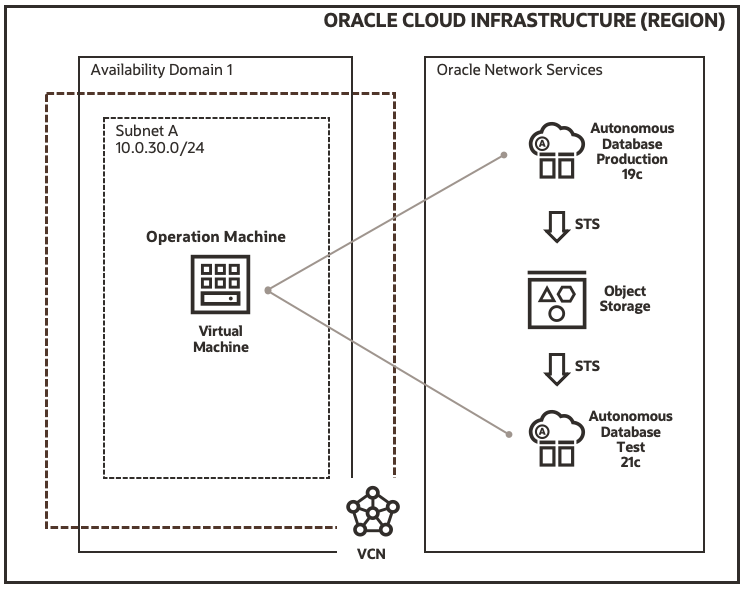 ORACLE CLOUD INFRASTRUCTURE (REGION)
Availability Domain 1
Subnet A
10.0.30.0/24
Operation Machine
Virtual
Machine
VCN
Oracle Network Services
A
Autonomous
Database
Production
19c
STS
Object
Storage
STS
A
Autonomous
Database
Test
21c